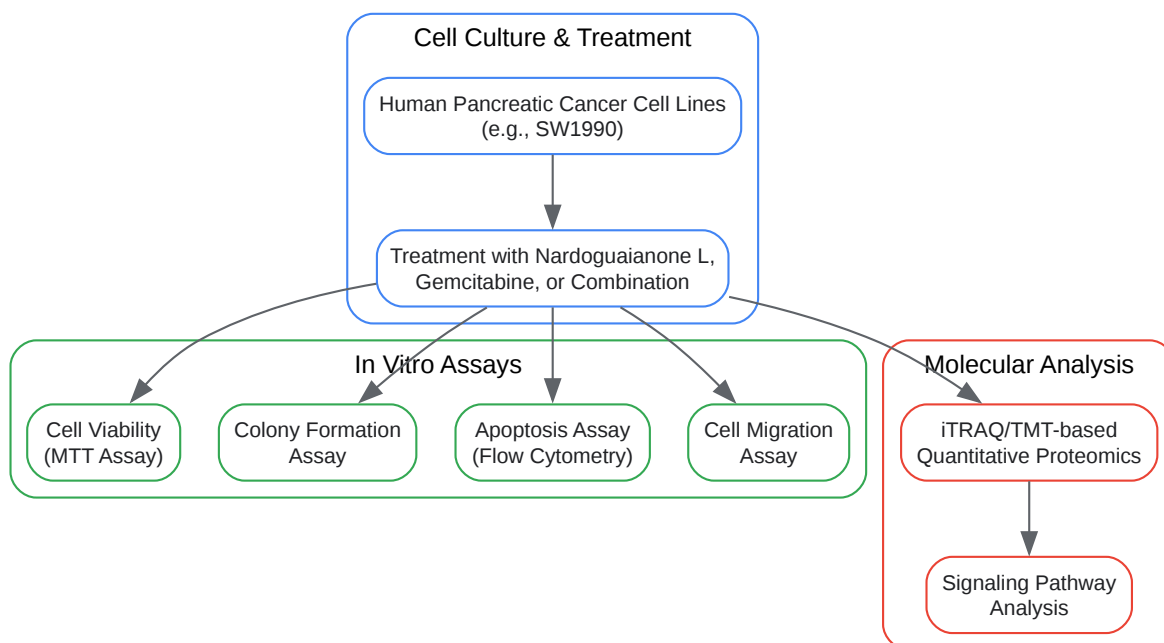 Cell Culture & Treatment
Human Pancreatic Cancer Cell Lines
(e.g., SW1990)
Treatment with Nardoguaianone L,
Gemcitabine, or Combination
In Vitro Assays
Cell Viability
(MTT Assay)
Colony Formation
Assay
Apoptosis Assay
(Flow Cytometry)
Cell Migration
Assay
Molecular Analysis
iTRAQ/TMT-based
Quantitative Proteomics
Signaling Pathway
Analysis